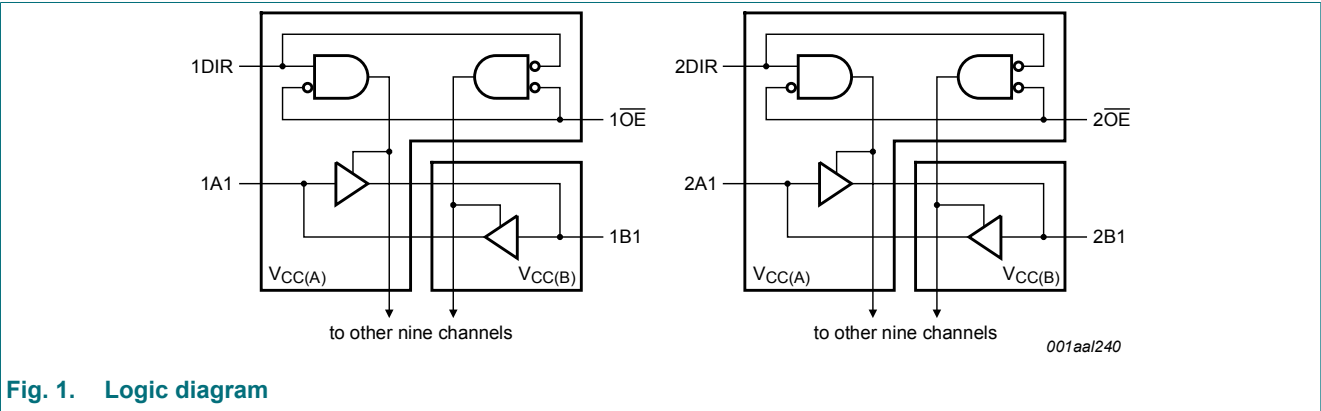 1DIR
1OE
1A1
1B1
VCC(A)
VCC(B)
to other nine channels
2DIR
2OE
2A1
2B1
VCC(A)
VCC(B)
to other nine channels
001aal240
Fig. 1. Logic diagram